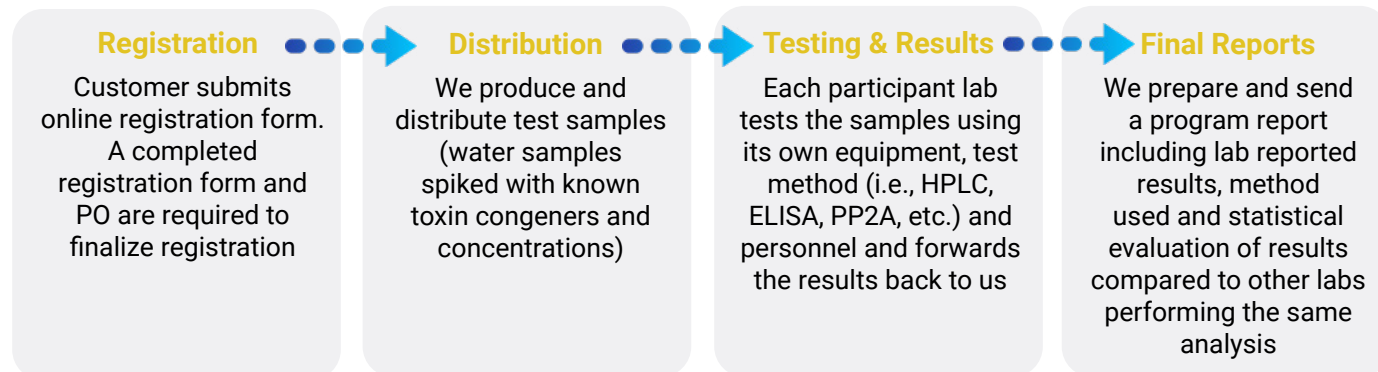 Registration
Customer submits
online registration form.
A completed
registration form and
PO are required to
finalize registration
Distribution
We produce and
distribute test samples
(water samples
spiked with known
toxin congeners and
concentrations)
Testing & Results
Each participant lab
tests the samples using
its own equipment, test
method (i.e., HPLC,
ELISA, PP2A, etc.) and
personnel and forwards
the results back to us
Final Reports
We prepare and send
a program report
including lab reported
results, method
used and statistical
evaluation of results
compared to other labs
performing the same
analysis